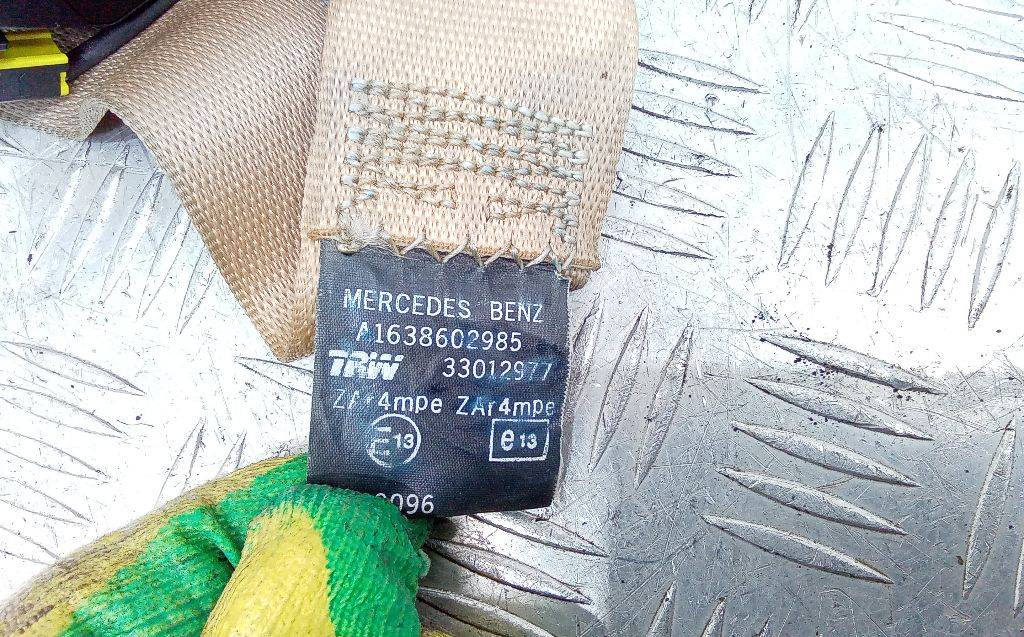 MERCEDES BENZ
A1638602985
TRW 33012977
ZAr4mpe ZAr4mpe
E13 e13
096